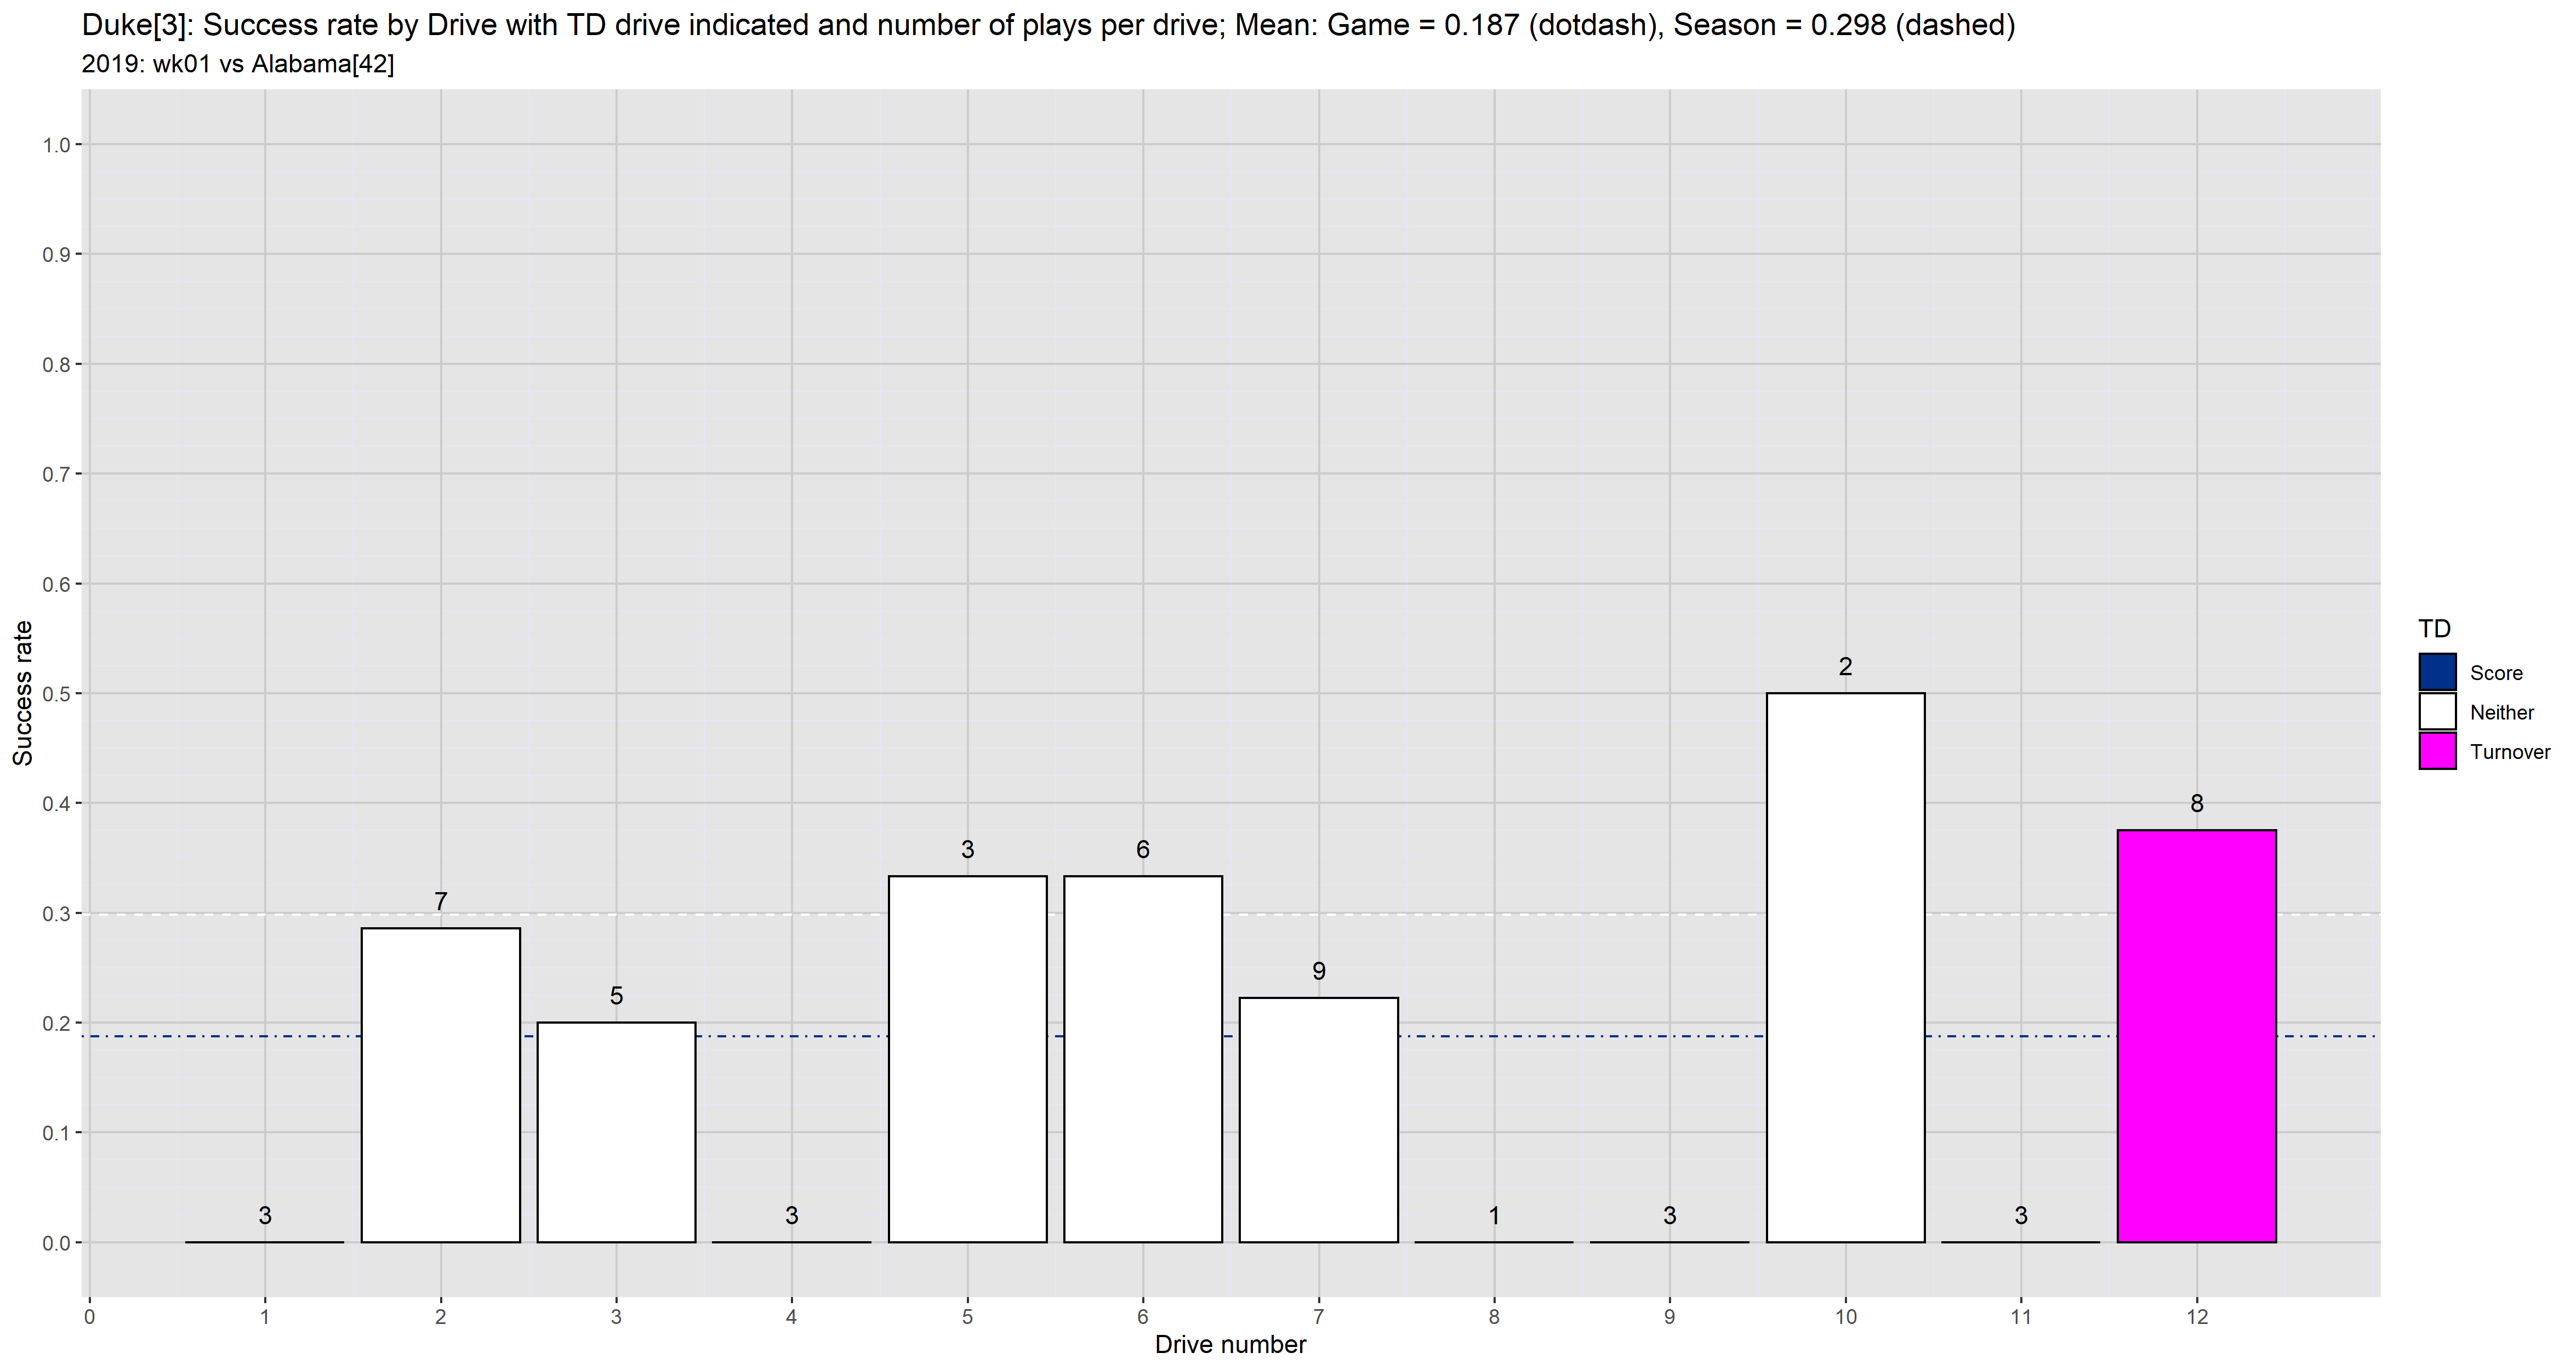 Duke[3]: Success rate by Drive with TD drive indicated and number of plays per drive; Mean: Game = 0.187 (dotdash), Season = 0.298 (dashed)
2019: wk01 vs Alabama[42]
Success rate
1.0
0.9
0.8
0.7
0.6
0.5
0.4
0.3
0.2
0.1
0.0
3
7
5
3
3
6
9
1
3
2
3
8
0 1 2 3 4 5 6 7 8 9 10 11 12
Drive number
TD
Score
Neither
Turnover